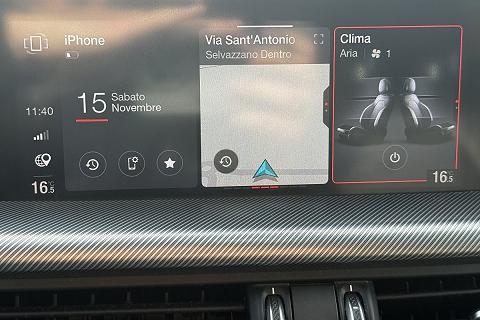 iPhone
11:40
15 Sabato
Novembre
16.5
Via Sant'Antonio
Selvazzano Dentro
Clima
Aria 1
°C
16.5